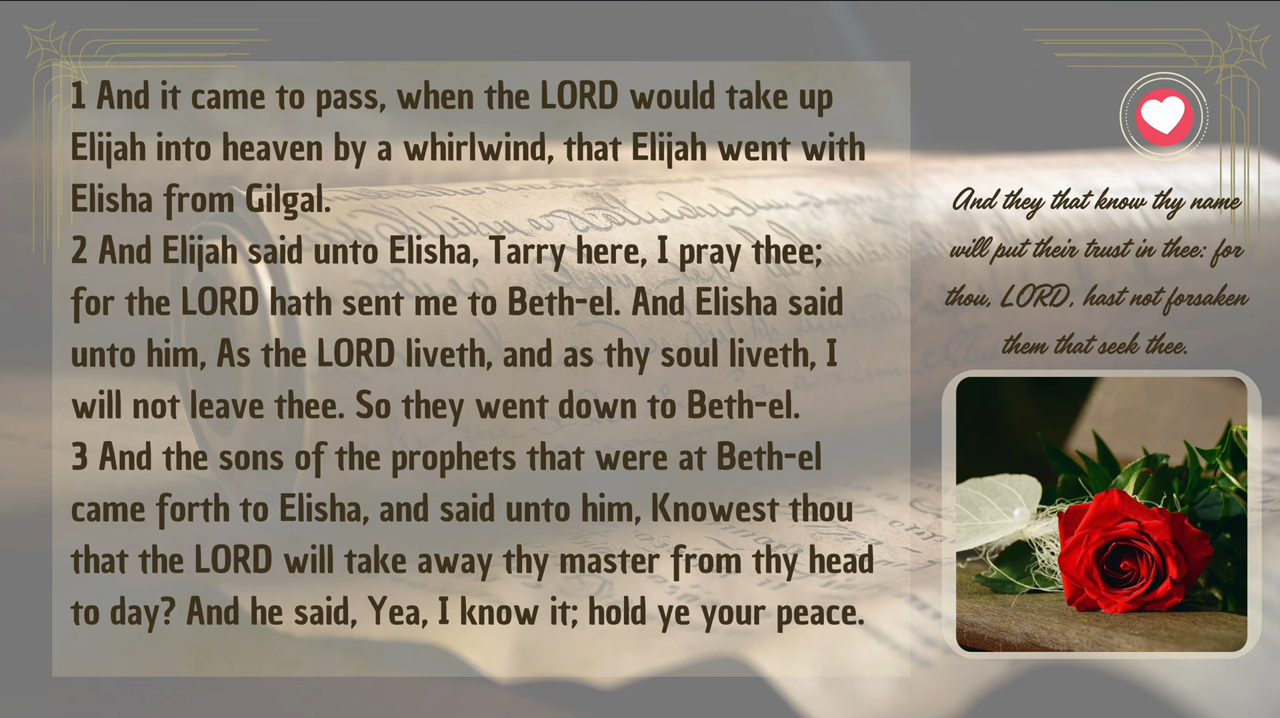 1 And it came to pass, when the LORD would take up
Elijah into heaven by a whirlwind, that Elijah went with
Elisha from Gilgal.
2 And Elijah said unto Elisha, Tarry here, I pray thee;
for the LORD hath sent me to Beth-el. And Elisha said
unto him, As the LORD liveth, and as thy soul liveth, I
will not leave thee. So they went down to Beth-el.
3 And the sons of the prophets that were at Beth-el
came forth to Elisha, and said unto him, Knowest thou
that the LORD will take away thy master from thy head
to day? And he said, Yea, I know it; hold ye your peace.
And they that know thy name
will put their trust in thee: for
thou, LORD, hast not forsaken
them that seek thee.